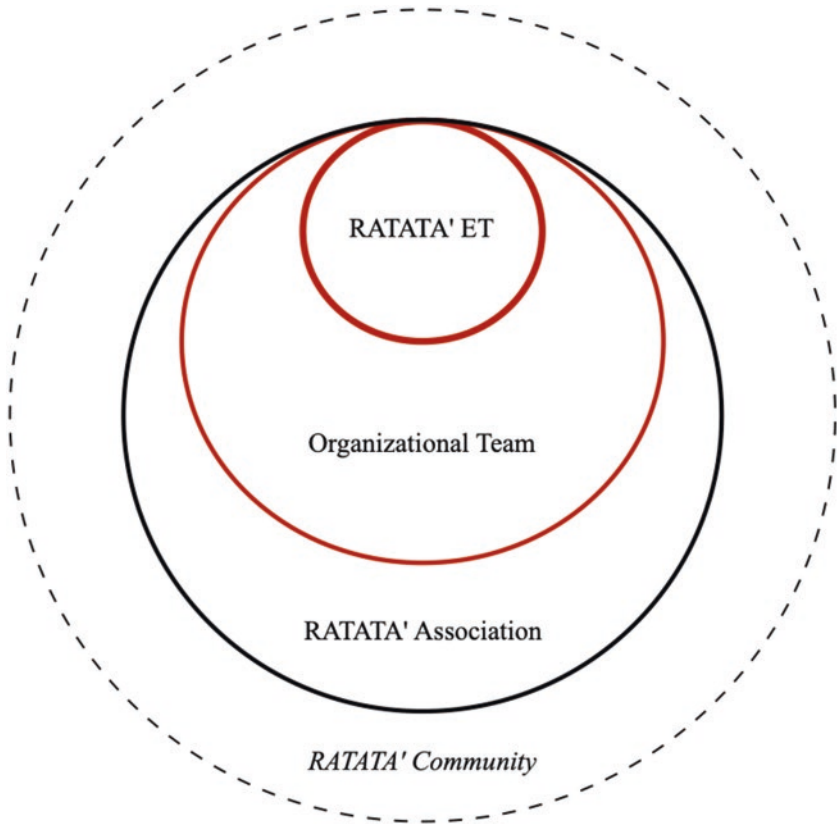 RATATA' ET
Organizational Team
RATATA' Association
RATATA' Community